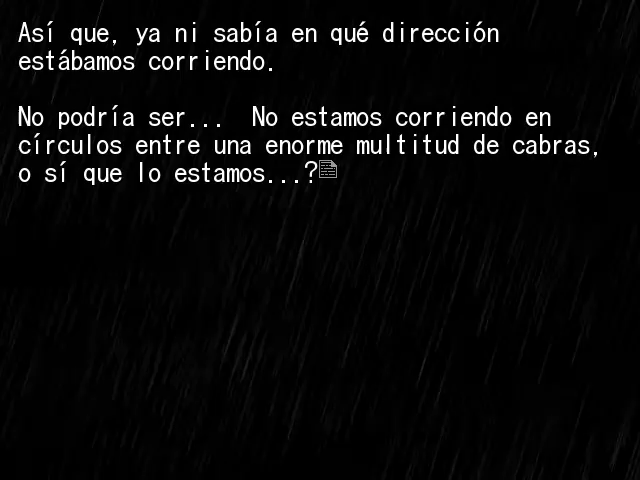 Así que, ya ni sabía en qué dirección
estábamos corriendo.
No podría ser...  No estamos corriendo en
círculos entre una enorme multitud de cabras,
o sí que lo estamos...?